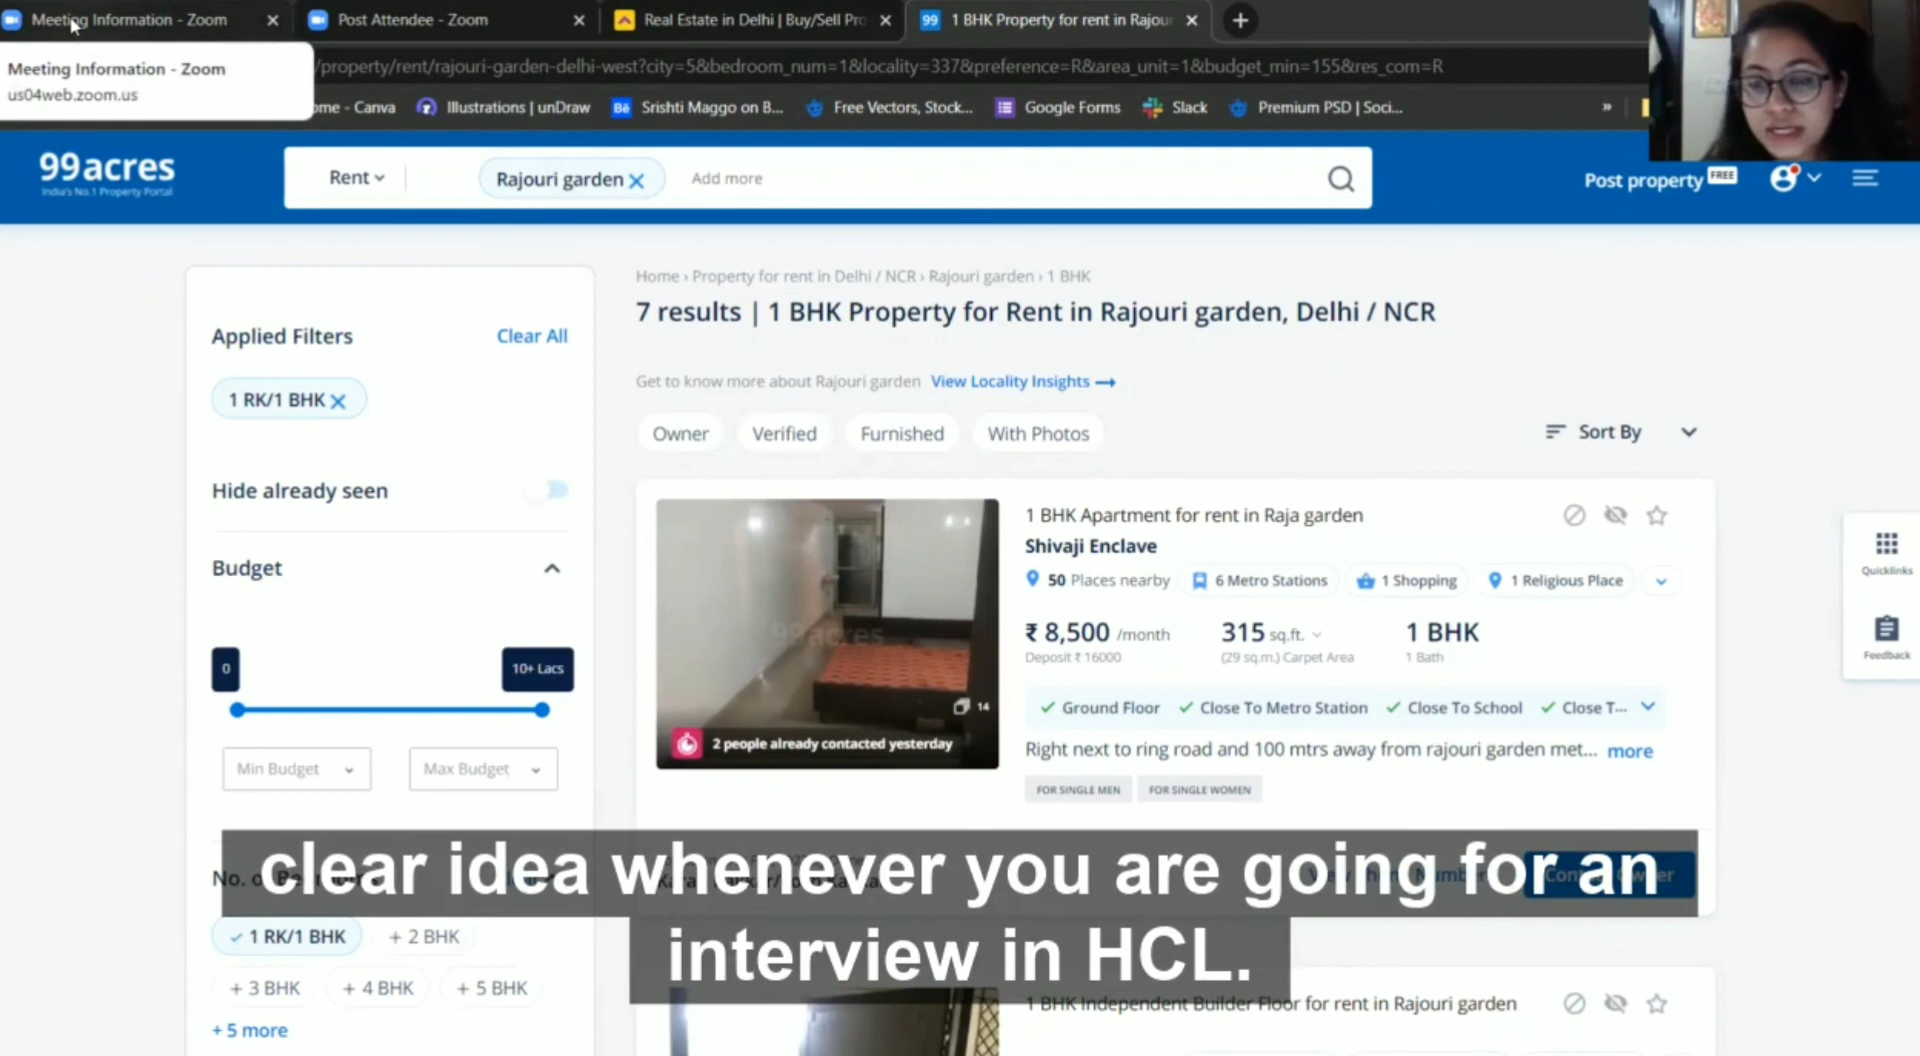 Meeting Information - Zoom
Post Attendee - Zoom
Real Estate in Delhi | Buy/Sell Pro
99 1 BHK Property for rent in Rajour
Meeting Information - Zoom
us04web.zoom.us
/property/rent/rajouri-garden-delhi-west?city=5&bedroom_num=1&locality=337&preference=R&area_unit=1&budget_min=155&res_com=R
ome - Canva
Illustrations | unDraw
Bē Srishti Maggo on B...
Free Vectors, Stock...
Google Forms
Slack
Premium PSD | Soci...
»
99acres
India's No.1 Property Portal
Rent
Rajouri garden
Add more
Post property FREE
Home › Property for rent in Delhi / NCR › Rajouri garden › 1 BHK
7 results | 1 BHK Property for Rent in Rajouri garden, Delhi / NCR
Applied Filters
Clear All
1 RK/1 BHK
Get to know more about Rajouri garden View Locality Insights
Owner
Verified
Furnished
With Photos
Sort By
Hide already seen
Budget
0
10+ Lacs
Min Budget
Max Budget
1 BHK Apartment for rent in Raja garden
Shivaji Enclave
50 Places nearby
6 Metro Stations
1 Shopping
1 Religious Place
₹ 8,500 /month
Deposit ₹ 16000
315 sq.ft.
(29 sq.m.) Carpet Area
1 BHK
1 Bath
Ground Floor
Close To Metro Station
Close To School
Close T...
Right next to ring road and 100 mtrs away from rajouri garden met... more
FOR SINGLE MEN
FOR SINGLE WOMEN
99acres
14
2 people already contacted yesterday
Quicklinks
Feedback
No. o
clear idea whenever you are going for an
interview in HCL.
1 RK/1 BHK
+ 2 BHK
+ 3 BHK
+ 4 BHK
+ 5 BHK
+ 5 more
1 BHK Independent Builder Floor for rent in Rajouri garden